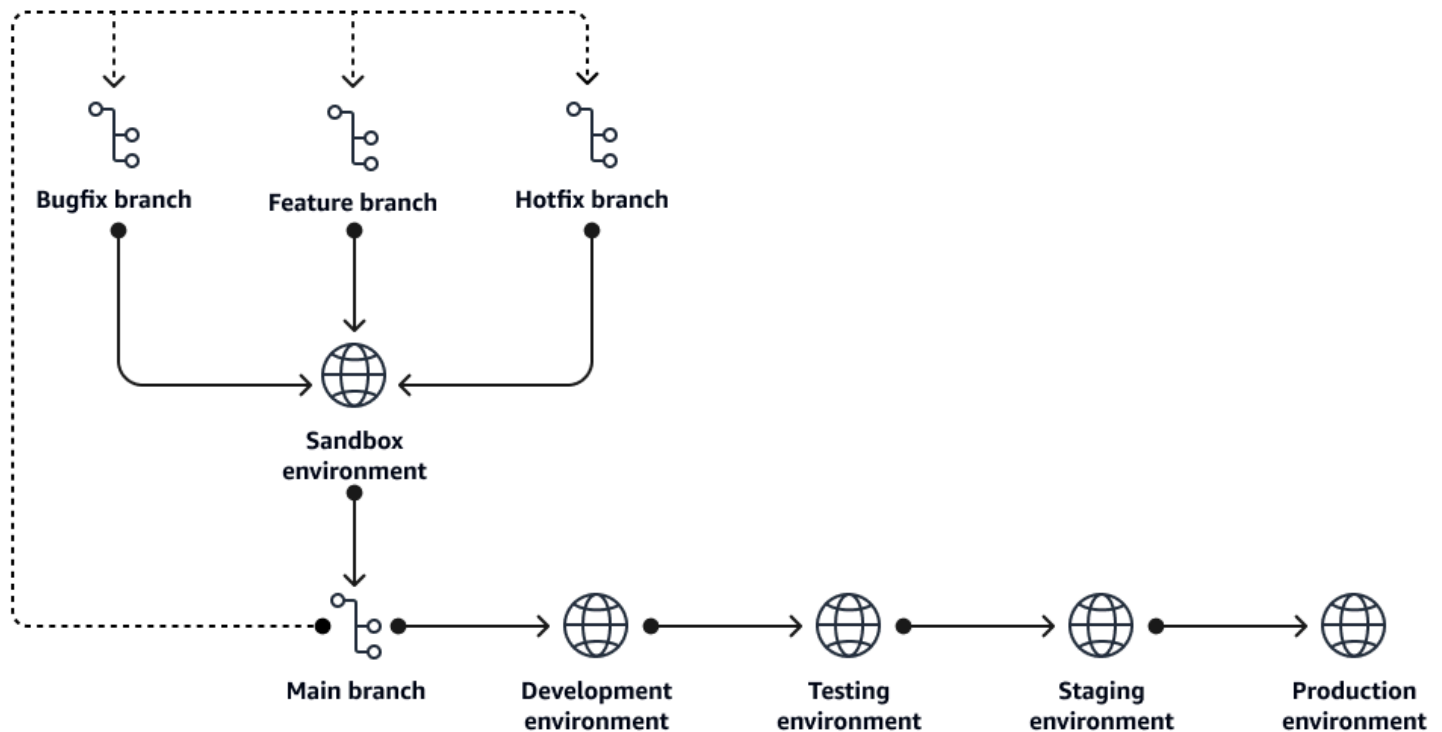 Bugfix branch
Feature branch
Hotfix branch
Sandbox
environment
Main branch
Development
environment
Testing
environment
Staging
environment
Production
environment